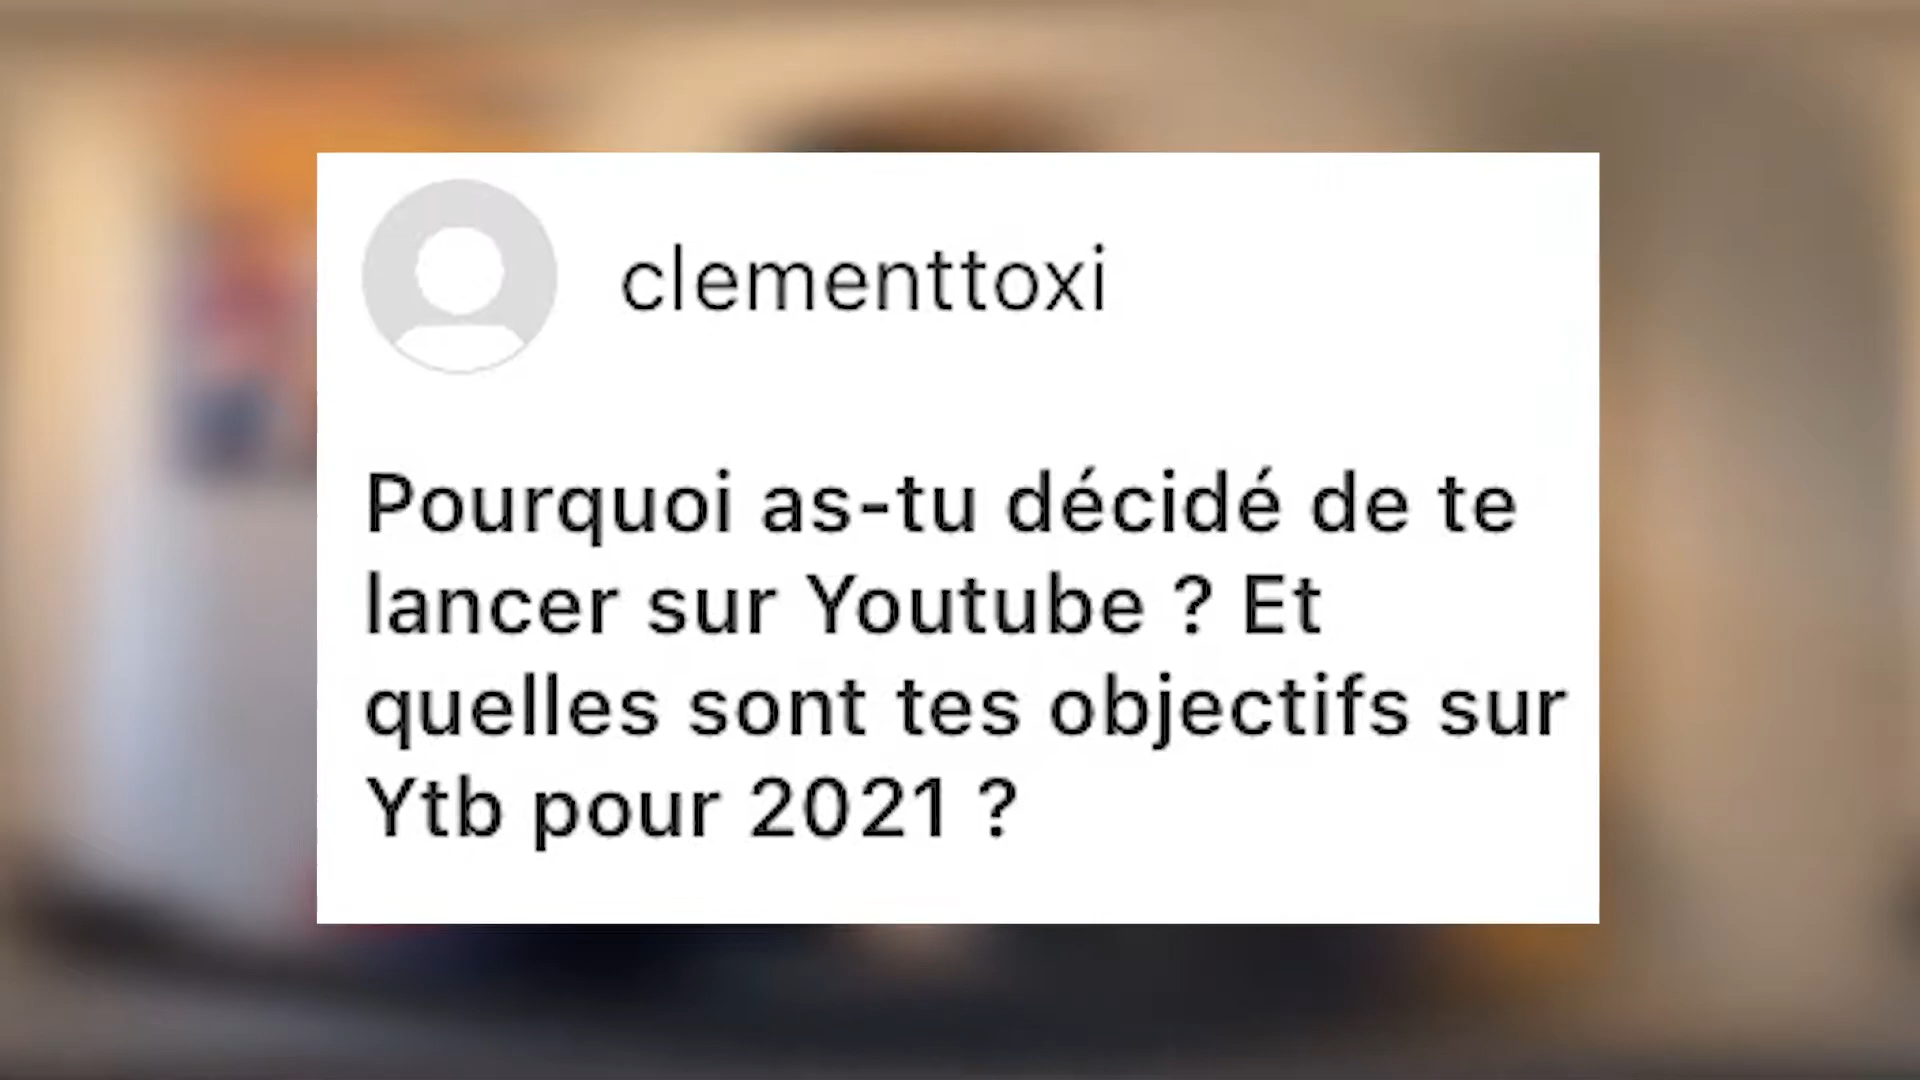 clementtoxi
Pourquoi as-tu décidé de te
lancer sur Youtube ? Et
quelles sont tes objectifs sur
Ytb pour 2021 ?